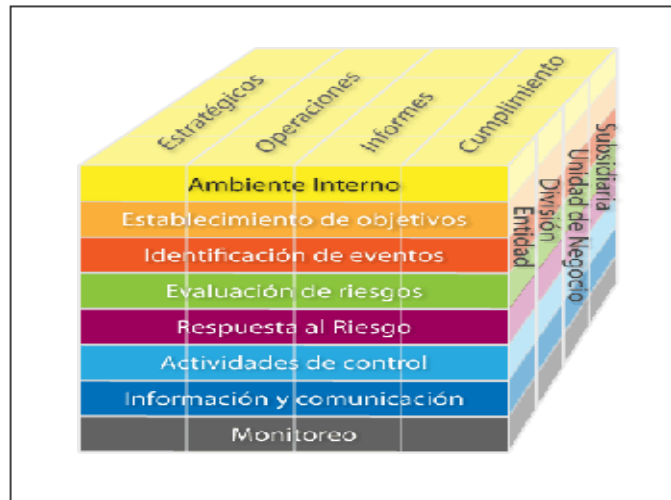 Estratégicos
Operaciones
Informes
Cumplimiento
Ambiente Interno
Establecimiento de objetivos
Identificación de eventos
Evaluación de riesgos
Respuesta al Riesgo
Actividades de control
Información y comunicación
Monitoreo
Entidad
División
Unidad de Negocio
Subsidiaria